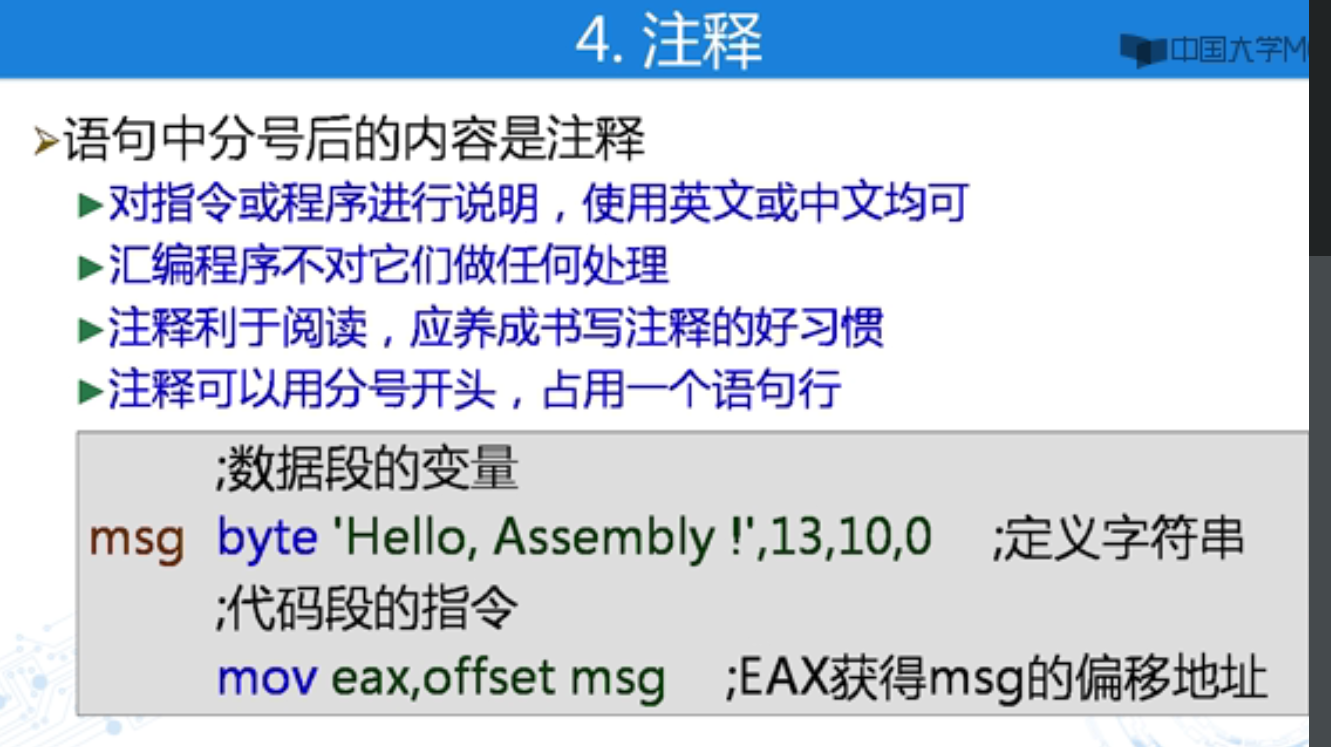 4. 注释
中国大学M
语句中分号后的内容是注释
对指令或程序进行说明，使用英文或中文均可
汇编程序不对它们做任何处理
注释利于阅读，应养成书写注释的好习惯
注释可以用分号开头，占用一个语句行
;数据段的变量
msg byte 'Hello, Assembly !',13,10,0 ;定义字符串
;代码段的指令
mov eax,offset msg ;EAX获得msg的偏移地址